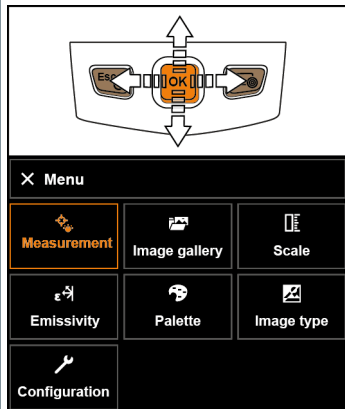 Esc
OK
Menu
Measurement
Image gallery
Scale
ε
Emissivity
Palette
Image type
Configuration